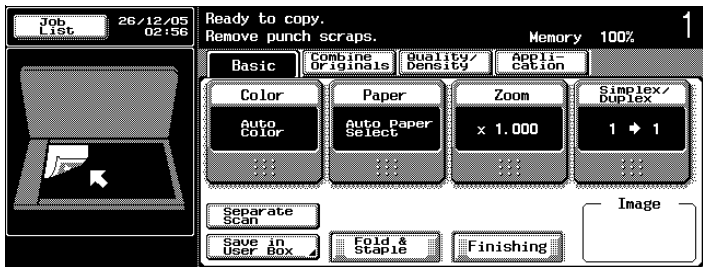 Job
List
26/12/05
02:56
Ready to copy.
Remove punch scraps.
Memory 100%
1
Basic
Combine
Originals
Quality/
Density
Appli-
cation
Color
Auto
Color
Paper
Auto Paper
Select
Zoom
x 1.000
Simplex/
Duplex
1 ➔ 1
Separate
Scan
Save in
User Box
Fold &
Staple
Finishing
Image